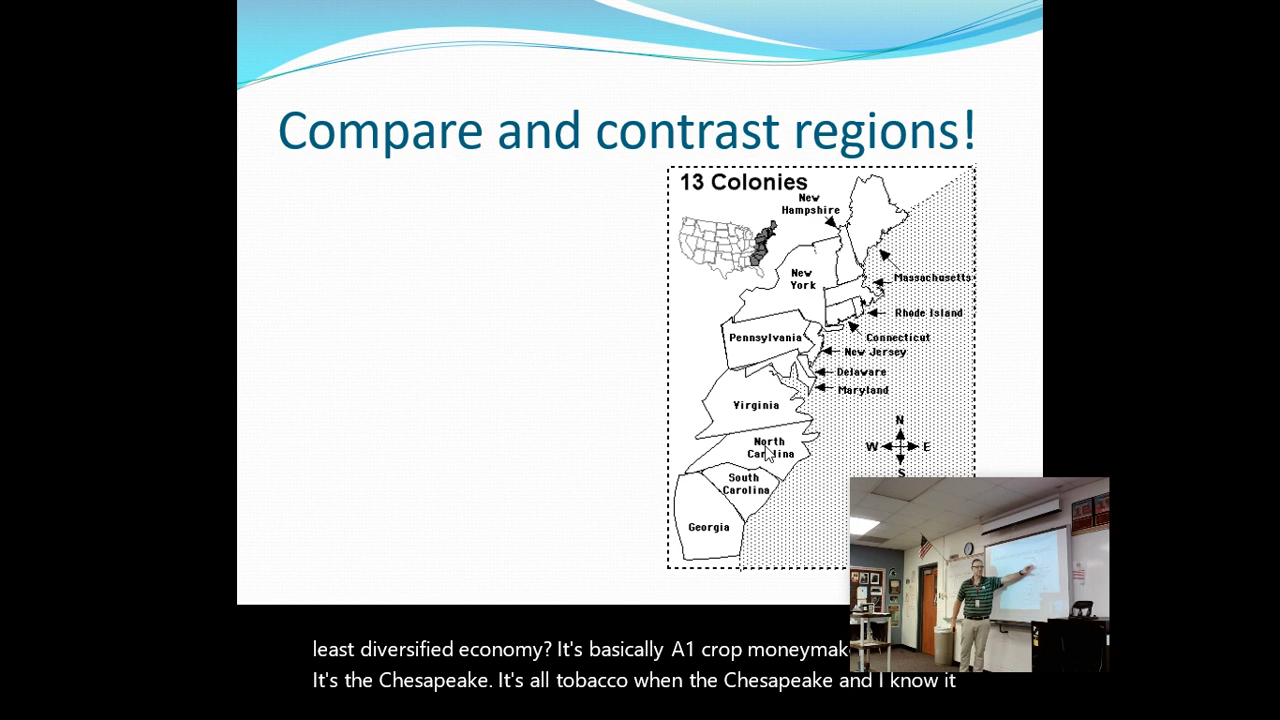 Compare and contrast regions!
13 Colonies
New
Hampshire
New
York
Massachusetts
Rhode Island
Pennsylvania
Connecticut
New Jersey
Delaware
Maryland
Virginia
N
W E
S
North
Carolina
South
Carolina
Georgia
least diversified economy? It's basically A1 crop moneymak
It's the Chesapeake. It's all tobacco when the Chesapeake and I know it